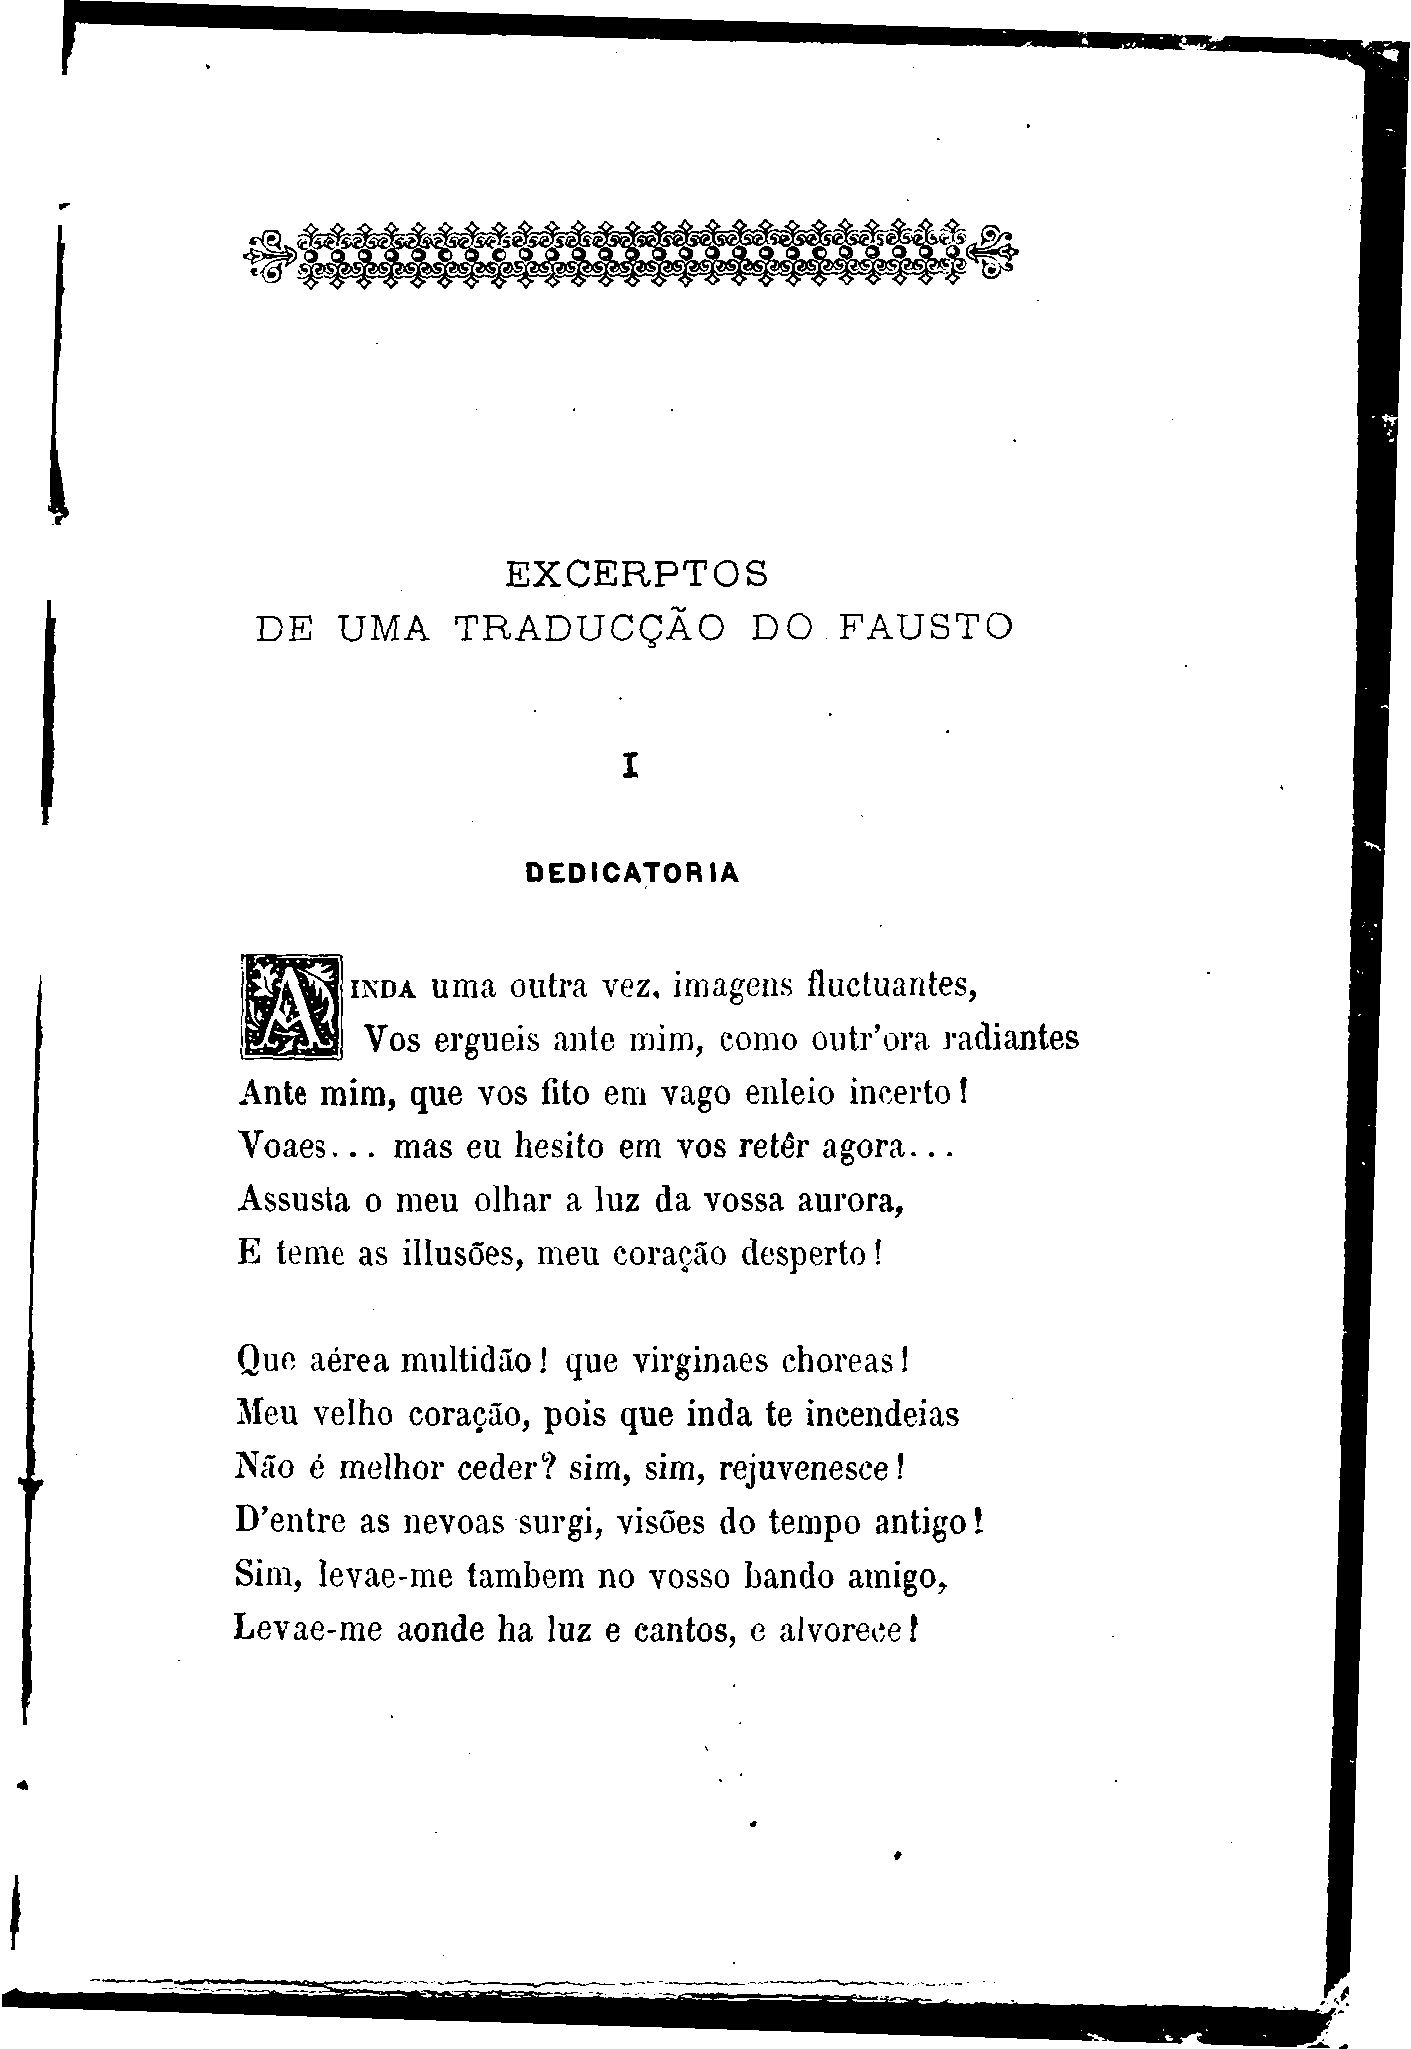 EXCERPTOS
DE UMA TRADUCÇÃO DO FAUSTO
I
DEDICATORIA
AINDA uma outra vez, imagens fluctuantes,
Vos ergueis ante mim, como outr'ora radiantes
Ante mim, que vos fito em vago enleio incerto!
Voaes... mas eu hesito em vos retêr agora...
Assusta o meu olhar a luz da vossa aurora,
E teme as illusões, meu coração desperto!
Que aérea multidão! que virginaes choreas!
Meu velho coração, pois que inda te incendeias
Não é melhor ceder? sim, sim, rejuvenesce!
D'entre as nevoas surgi, visões do tempo antigo!
Sim, levae-me tambem no vosso bando amigo,
Levae-me aonde ha luz e cantos, e alvorece!